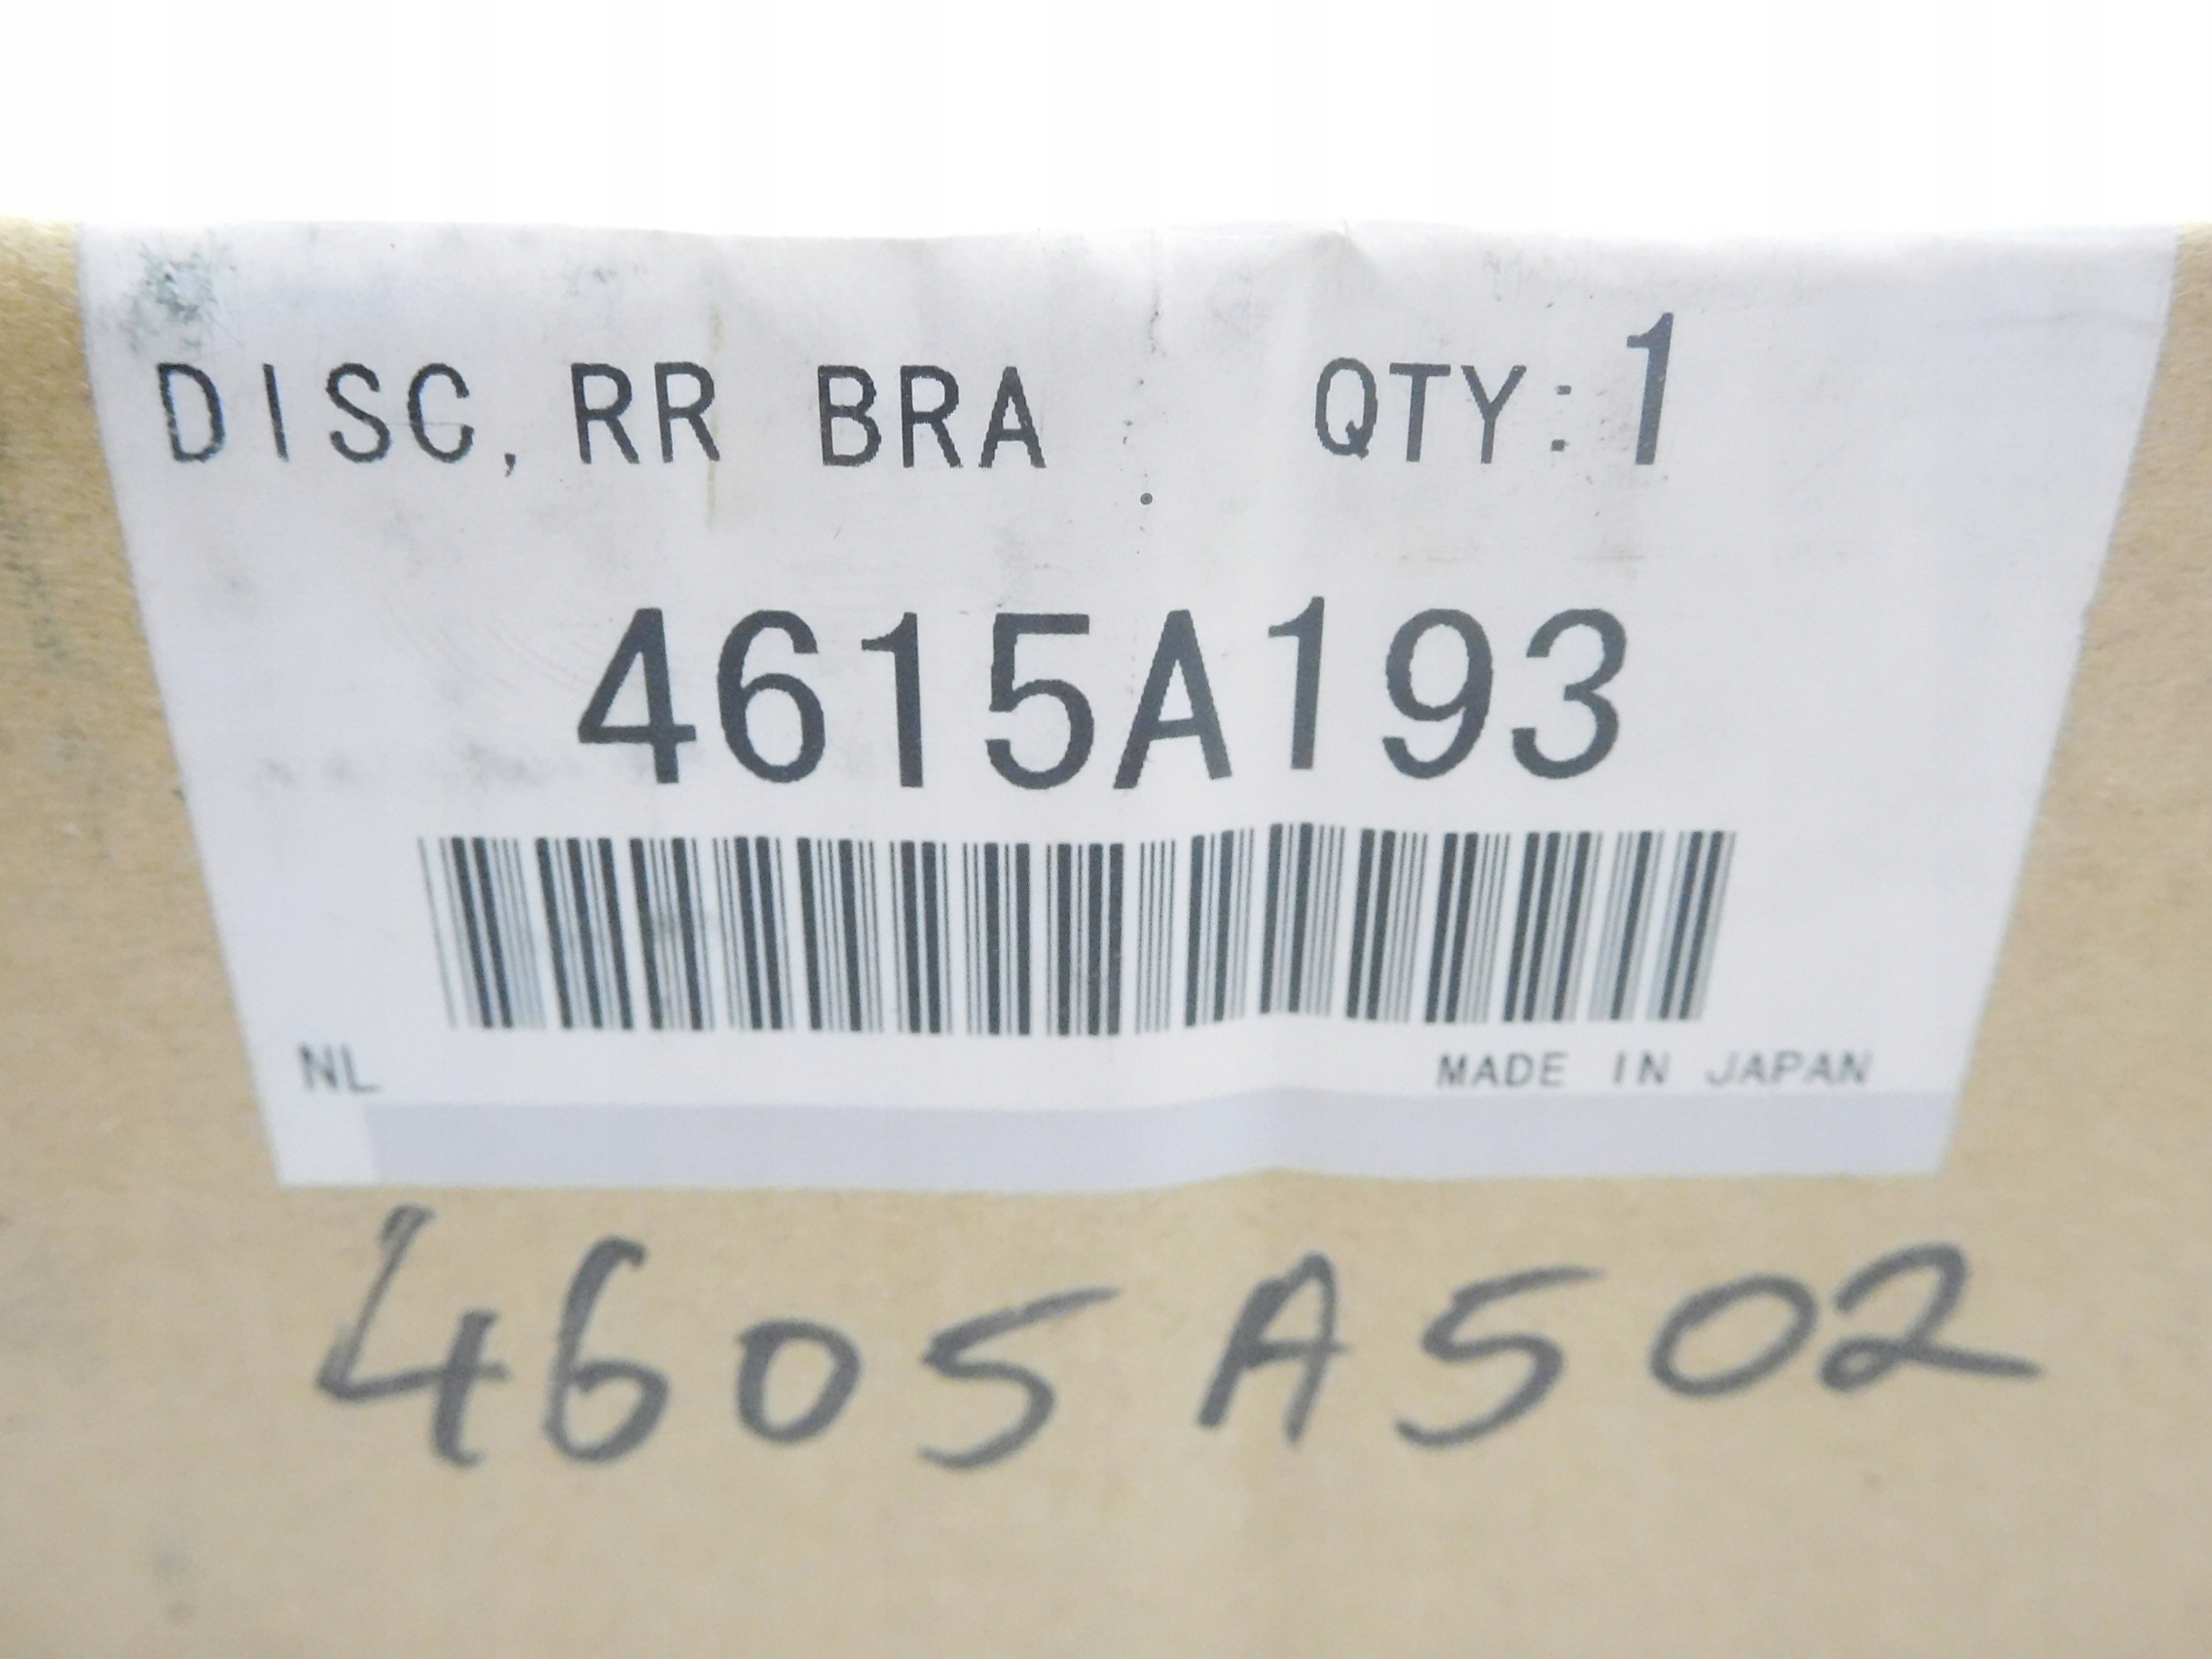 DISC, RR BRA QTY:1
4615A193
NL MADE IN JAPAN
4605A502